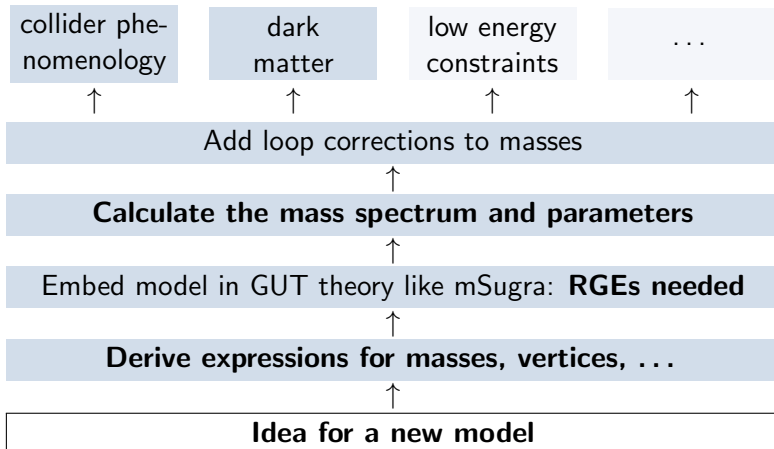 collider phe-
nomenology
dark
matter
low energy
constraints
...
↑ ↑ ↑ ↑
Add loop corrections to masses
↑
Calculate the mass spectrum and parameters
↑
Embed model in GUT theory like mSugra: RGEs needed
↑
Derive expressions for masses, vertices, ...
↑
Idea for a new model